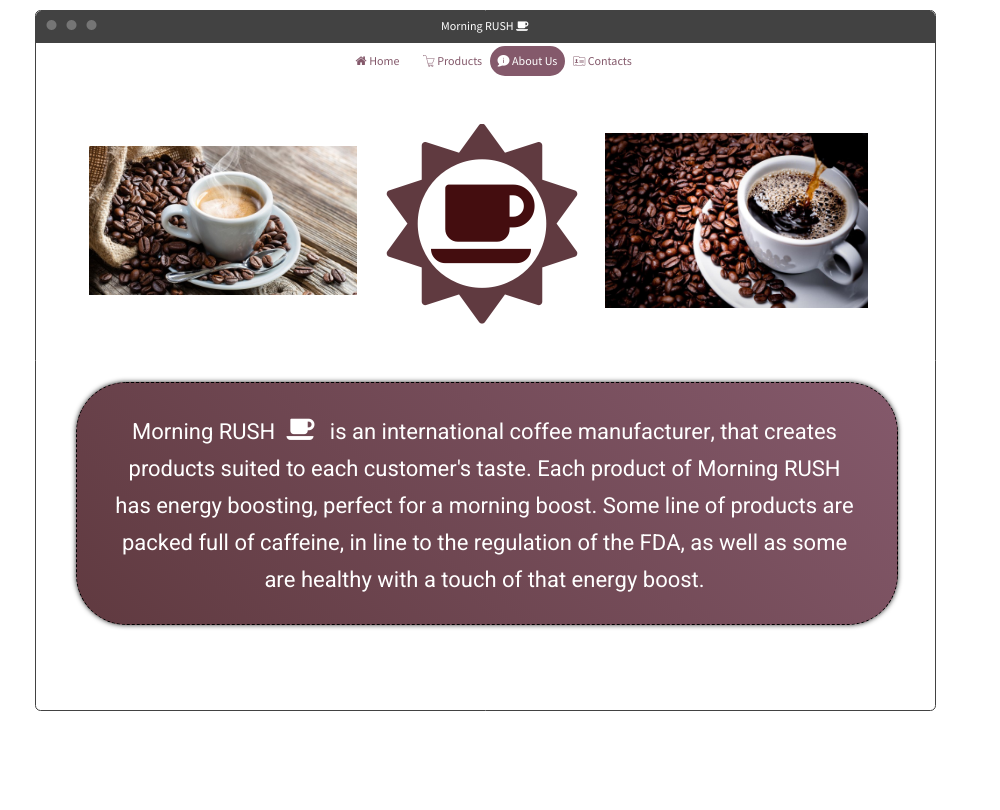 Morning RUSH
Home Products About Us Contacts
Morning RUSH is an international coffee manufacturer, that creates
products suited to each customer's taste. Each product of Morning RUSH
has energy boosting, perfect for a morning boost. Some line of products are
packed full of caffeine, in line to the regulation of the FDA, as well as some
are healthy with a touch of that energy boost.